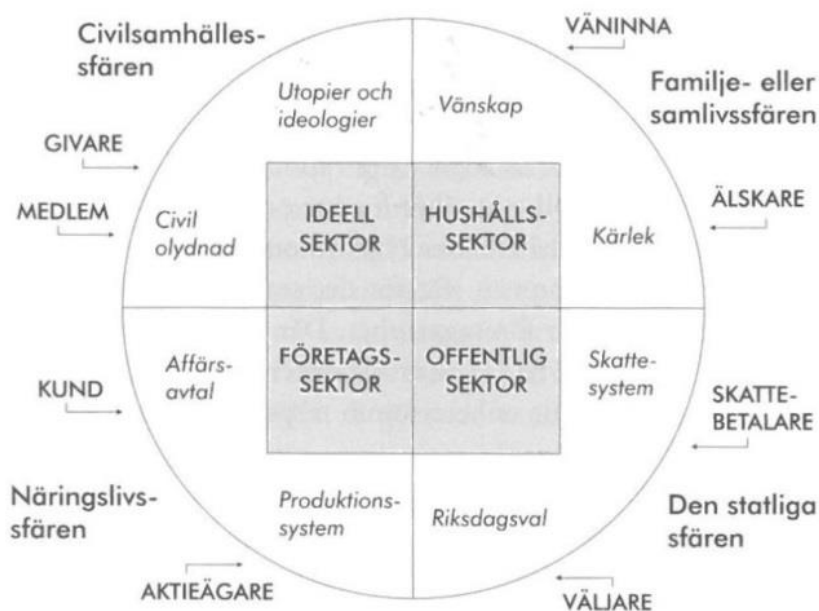 Civilsamhälles-
sfären
VÄNINNA
Familje- eller
samlivssfären
Utopier och
ideologier
Vänskap
GIVARE
MEDLEM
Civil
olydnad
IDEELL
SEKTOR
HUSHÅLLS-
SEKTOR
Kärlek
ÄLSKARE
Affärs-
avtal
FÖRETAGS-
SEKTOR
OFFENTLIG
SEKTOR
Skatte-
system
KUND
SKATTE-
BETALARE
Näringslivs-
sfären
Produktions-
system
Riksdagsval
Den statliga
sfären
AKTIEÄGARE
VÄLJARE